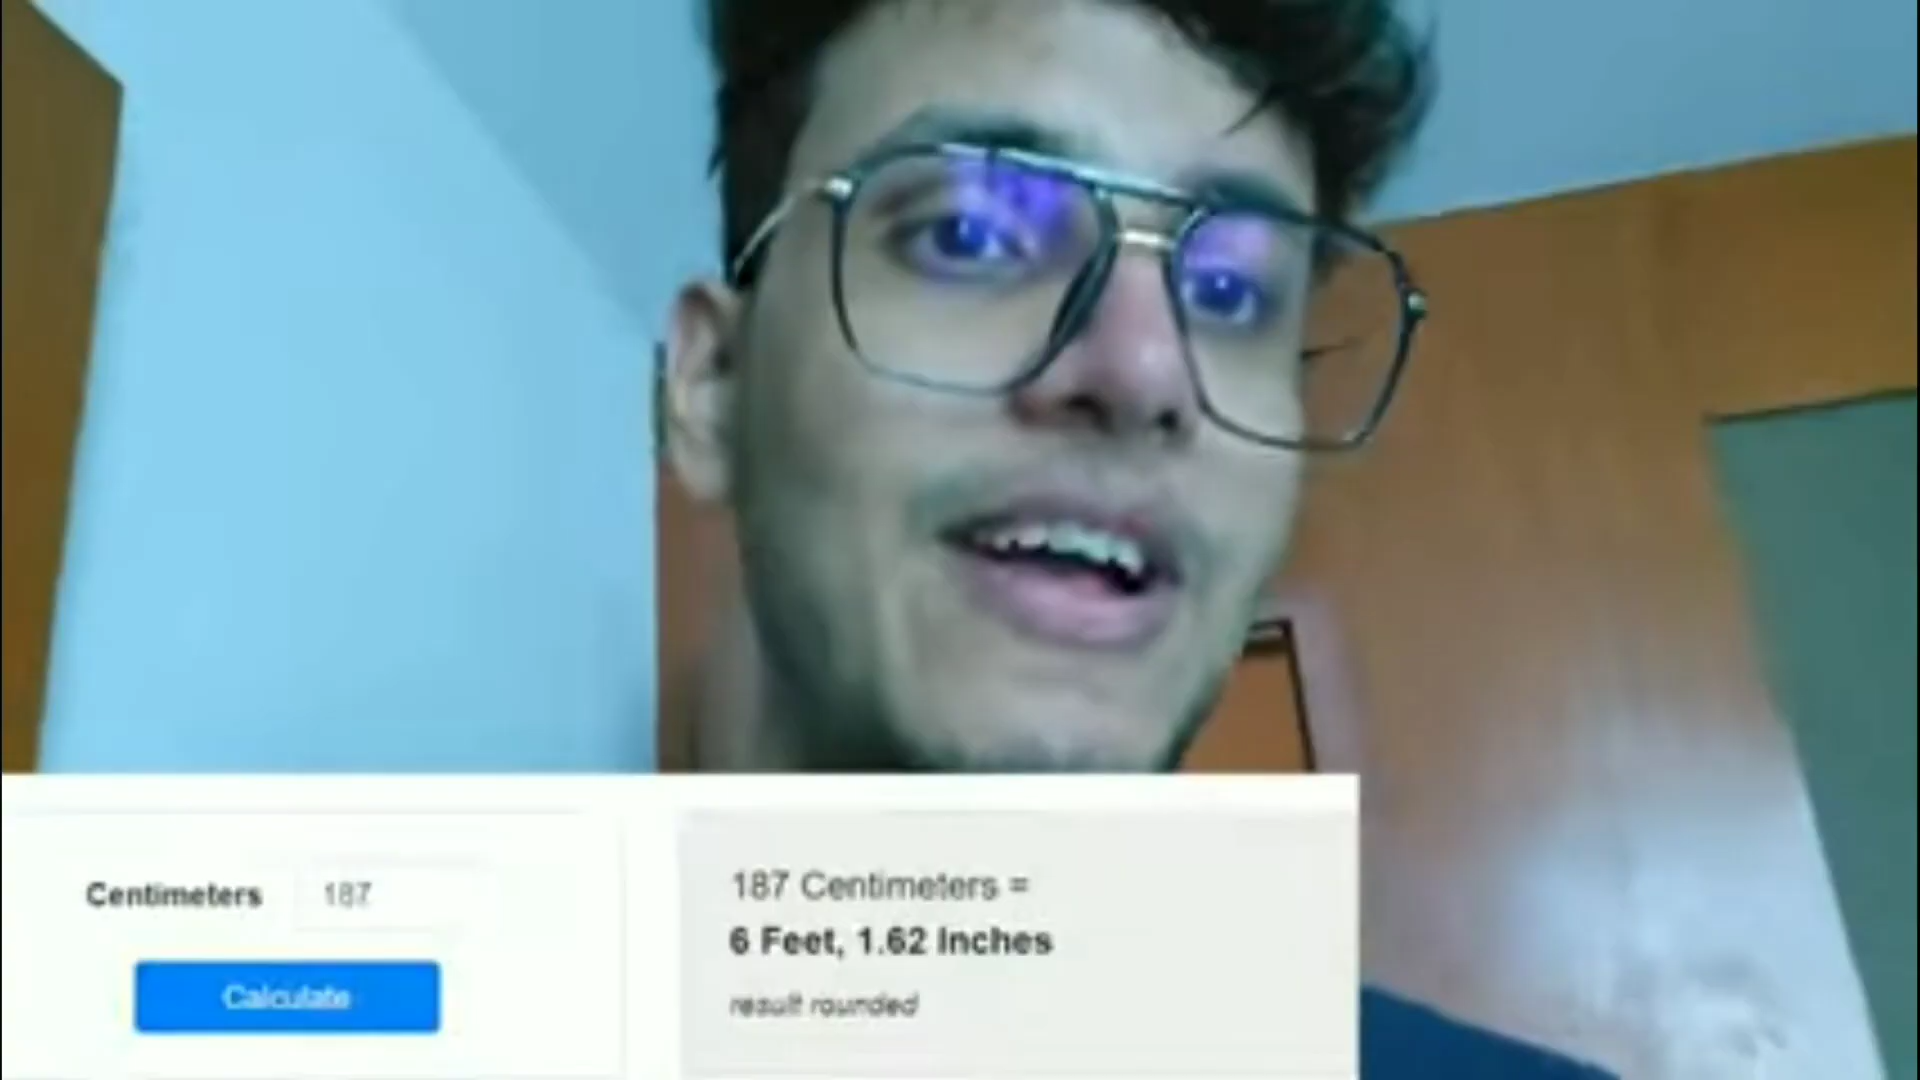 Centimeters 187
Calculate
187 Centimeters =
6 Feet, 1.62 Inches
result rounded